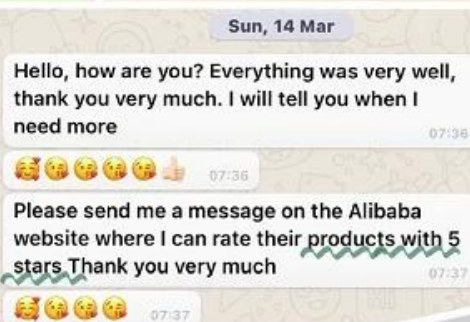 Sun, 14 Mar
Hello, how are you? Everything was very well,
thank you very much. I will tell you when I
need more
07:36
🥰😘😘😘😘👍🏻 07:36
Please send me a message on the Alibaba
website where I can rate their products with 5
stars Thank you very much
07:37
🥰😘😘😘 07:37